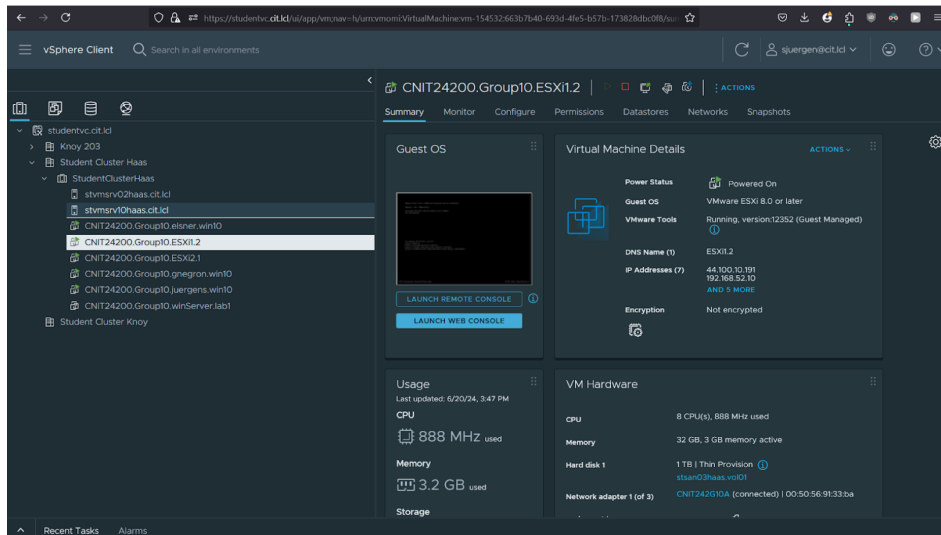 https://studentvc.cit.lcl/ui/app/vm;nav=h/urn:vmomi:VirtualMachine:vm-154532:663b7b40-693d-4fe5-b57b-173828dbc0f8/sum
vSphere Client
Search in all environments
sjuergen@cit.lcl
studentvc.cit.lcl
Knoy 203
Student Cluster Haas
StudentClusterHaas
stvmsrv02haas.cit.lcl
stvmsrv10haas.cit.lcl
CNIT24200.Group10.elsner.win10
CNIT24200.Group10.ESXi1.2
CNIT24200.Group10.ESXi2.1
CNIT24200.Group10.gnegron.win10
CNIT24200.Group10.juergens.win10
CNIT24200.Group10.winServer.lab1
Student Cluster Knoy
CNIT24200.Group10.ESXi1.2
ACTIONS
Summary Monitor Configure Permissions Datastores Networks Snapshots
Guest OS
LAUNCH REMOTE CONSOLE
LAUNCH WEB CONSOLE
Virtual Machine Details
ACTIONS
Power Status Powered On
Guest OS VMware ESXi 8.0 or later
VMware Tools Running, version:12352 (Guest Managed)
DNS Name (1) ESXi1.2
IP Addresses (7) 44.100.10.191
192.168.52.10
AND 5 MORE
Encryption Not encrypted
Usage
Last updated: 6/20/24, 3:47 PM
CPU
888 MHz used
Memory
3.2 GB used
Storage
VM Hardware
CPU 8 CPU(s), 888 MHz used
Memory 32 GB, 3 GB memory active
Hard disk 1 1 TB | Thin Provision
stsan03haas.vol01
Network adapter 1 (of 3) CNIT242G10A (connected) | 00:50:56:91:33:ba
Recent Tasks Alarms